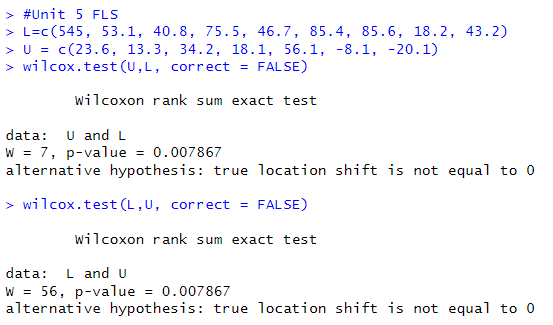 > #Unit 5 FLS
> L=c(545, 53.1, 40.8, 75.5, 46.7, 85.4, 85.6, 18.2, 43.2)
> U = c(23.6, 13.3, 34.2, 18.1, 56.1, -8.1, -20.1)
> wilcox.test(U,L, correct = FALSE)
Wilcoxon rank sum exact test
data:  U and L
W = 7, p-value = 0.007867
alternative hypothesis: true location shift is not equal to 0
> wilcox.test(L,U, correct = FALSE)
Wilcoxon rank sum exact test
data:  L and U
W = 56, p-value = 0.007867
alternative hypothesis: true location shift is not equal to 0